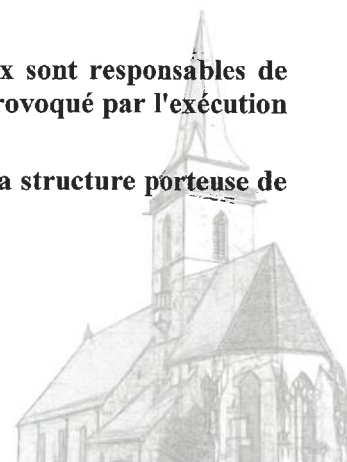 x sont responsables de
rovoqué par l'exécution
a structure porteuse de